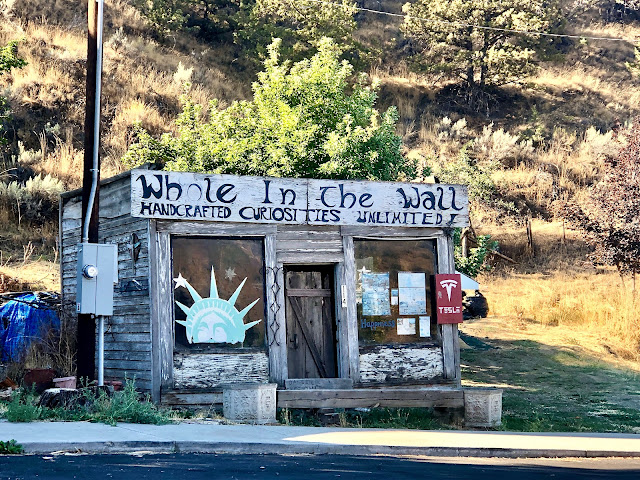 Whole In The Wall
HANDCRAFTED CURIOSITIES UNLIMITED!
TESLA